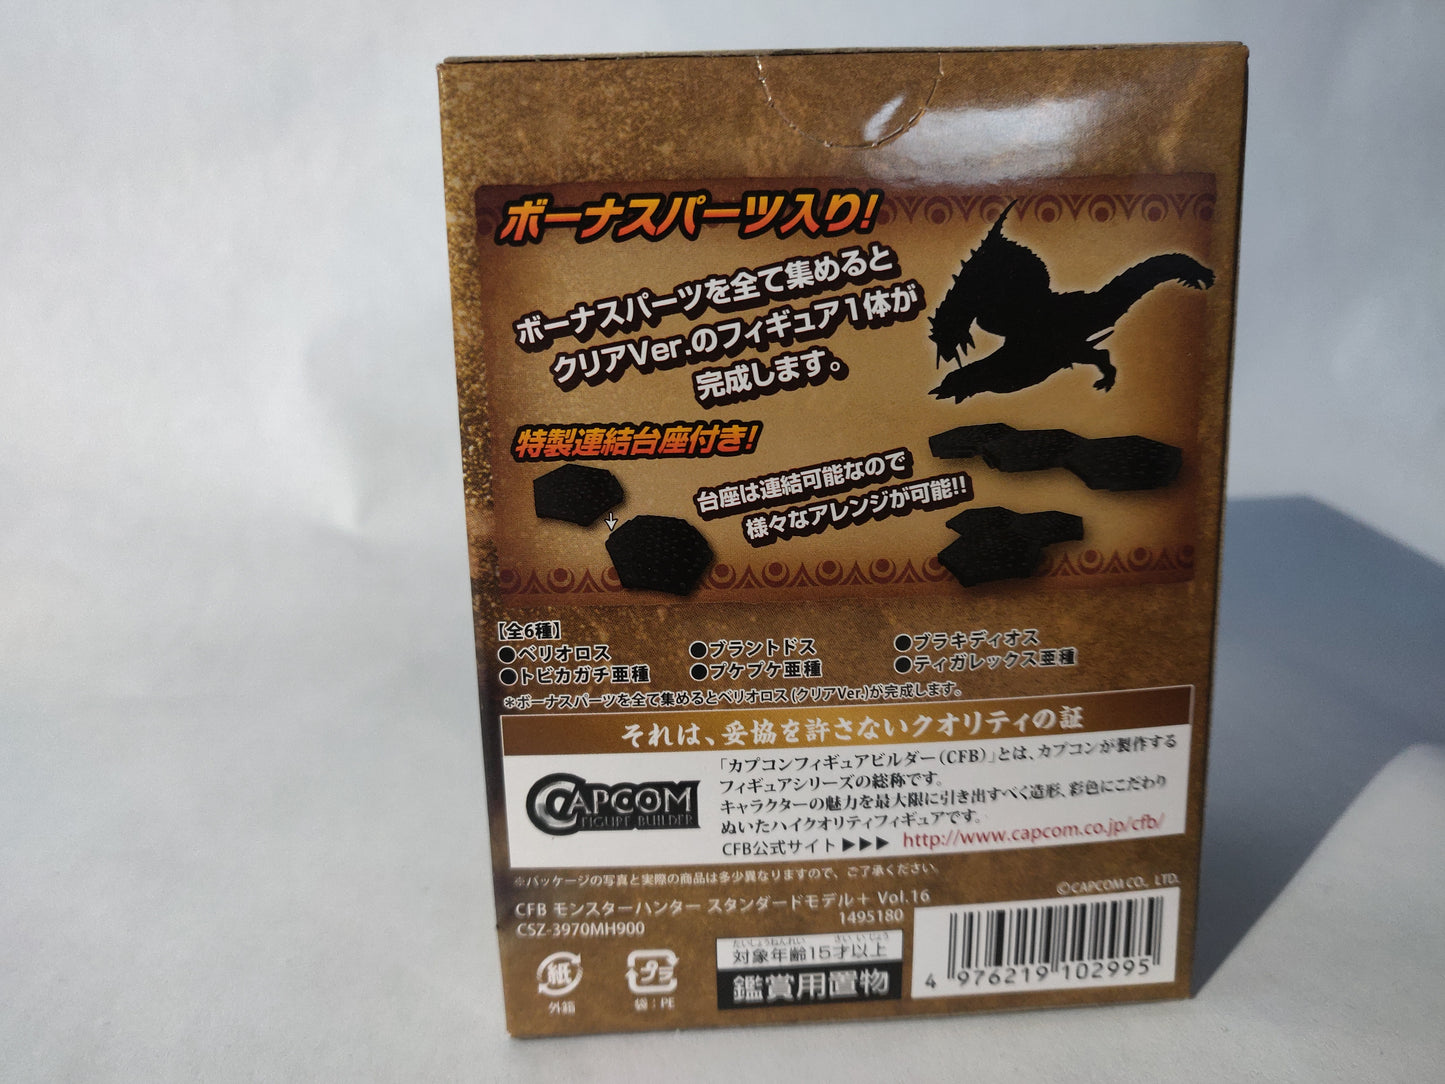 ボーナスパーツ入り!
ボーナスパーツを全て集めると
クリアVer.のフィギュア1体が
完成します。
特製連結台座付き!
台座は連結可能なので
様々なアレンジが可能!!
【全6種】
●ベリオロス ●ブラントドス ●ブラキディオス
●トビカガチ亜種 ●プケプケ亜種 ●ティガレックス亜種
＊ボーナスパーツを全て集めるとベリオロス(クリアVer.)が完成します。
それは、妥協を許さないクオリティの証
CAPCOM
FIGURE BUILDER
「カプコンフィギュアビルダー(CFB)」とは、カプコンが製作する
フィギュアシリーズの総称です。
キャラクターの魅力を最大限に引き出すべく造形、彩色にこだわり
ぬいたハイクオリティフィギュアです。
CFB公式サイト▶▶▶ http://www.capcom.co.jp/cfb/
※パッケージの写真と実際の商品は多少異なりますので、ご了承ください。
©CAPCOM CO., LTD.
CFB モンスターハンター スタンダードモデル＋ Vol.16
1495180
CSZ-3970MH900
たいしょうねんれい さい いじょう
対象年齢15才以上
鑑賞用置物
紙
外箱
プラ
袋：PE
4 976219 102995